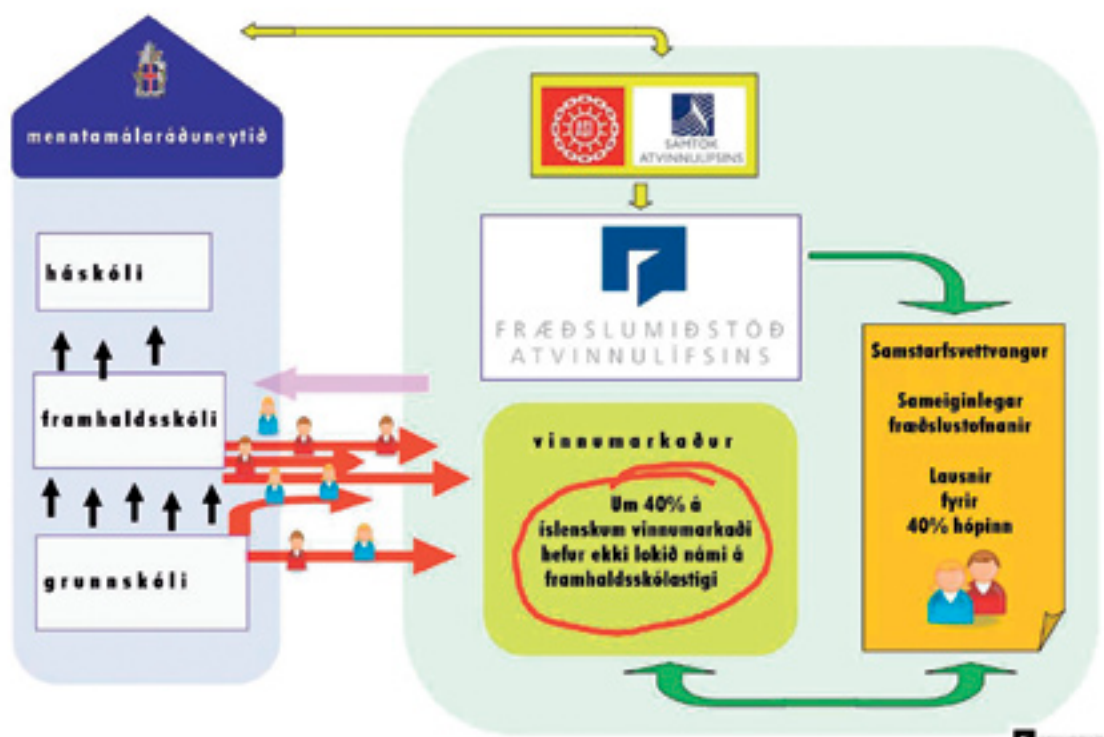 menntamálaráðuneytið
háskóli
framhaldsskóli
grunnskóli
ASÍ
SAMTÖK
ATVINNULÍFSINS
FRÆÐSLUMIÐSTÖÐ
ATVINNULÍFSINS
vinnumarkaður
Um 40% á
íslenskum vinnumarkaði
hefur ekki lokið námi á
framhaldsskólastigi
Samstarfsvettvangur
Sameiginlegar
fræðslustofnanir
Lausnir
fyrir
40% hópinn